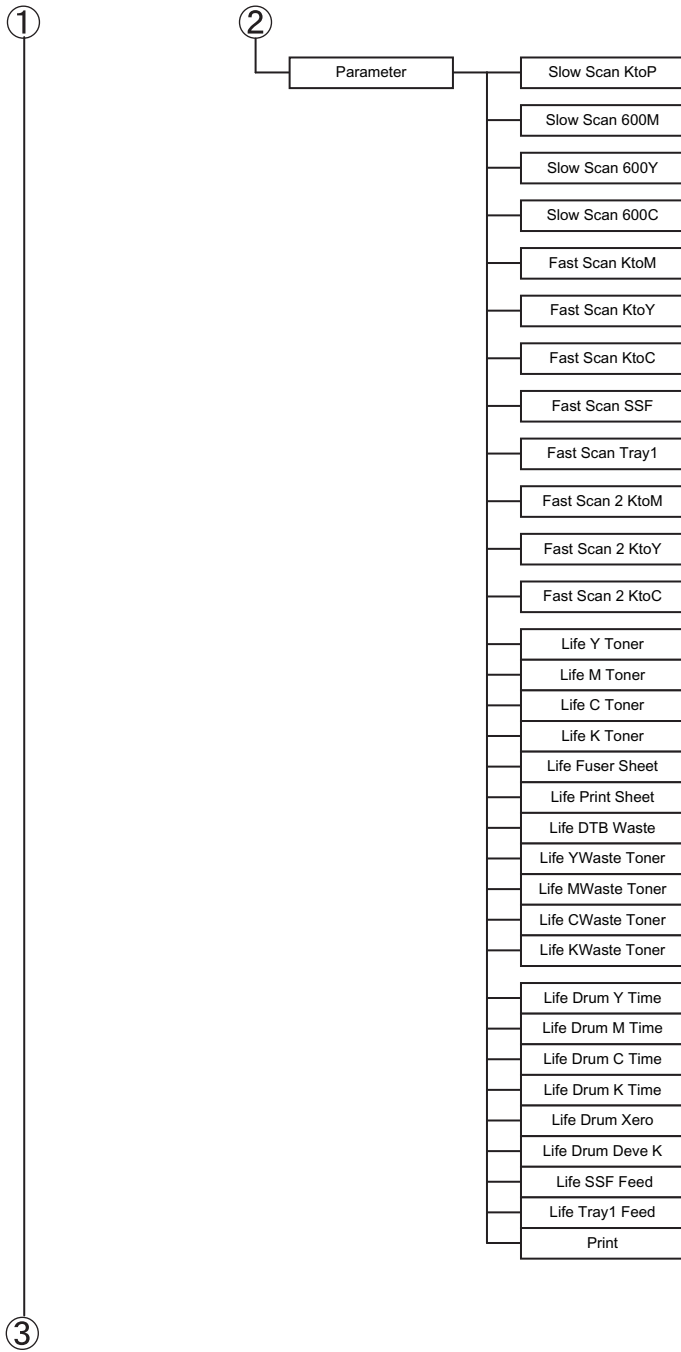 ① ②
Parameter
Slow Scan KtoP
Slow Scan 600M
Slow Scan 600Y
Slow Scan 600C
Fast Scan KtoM
Fast Scan KtoY
Fast Scan KtoC
Fast Scan SSF
Fast Scan Tray1
Fast Scan 2 KtoM
Fast Scan 2 KtoY
Fast Scan 2 KtoC
Life Y Toner
Life M Toner
Life C Toner
Life K Toner
Life Fuser Sheet
Life Print Sheet
Life DTB Waste
Life YWaste Toner
Life MWaste Toner
Life CWaste Toner
Life KWaste Toner
Life Drum Y Time
Life Drum M Time
Life Drum C Time
Life Drum K Time
Life Drum Xero
Life Drum Deve K
Life SSF Feed
Life Tray1 Feed
Print
③